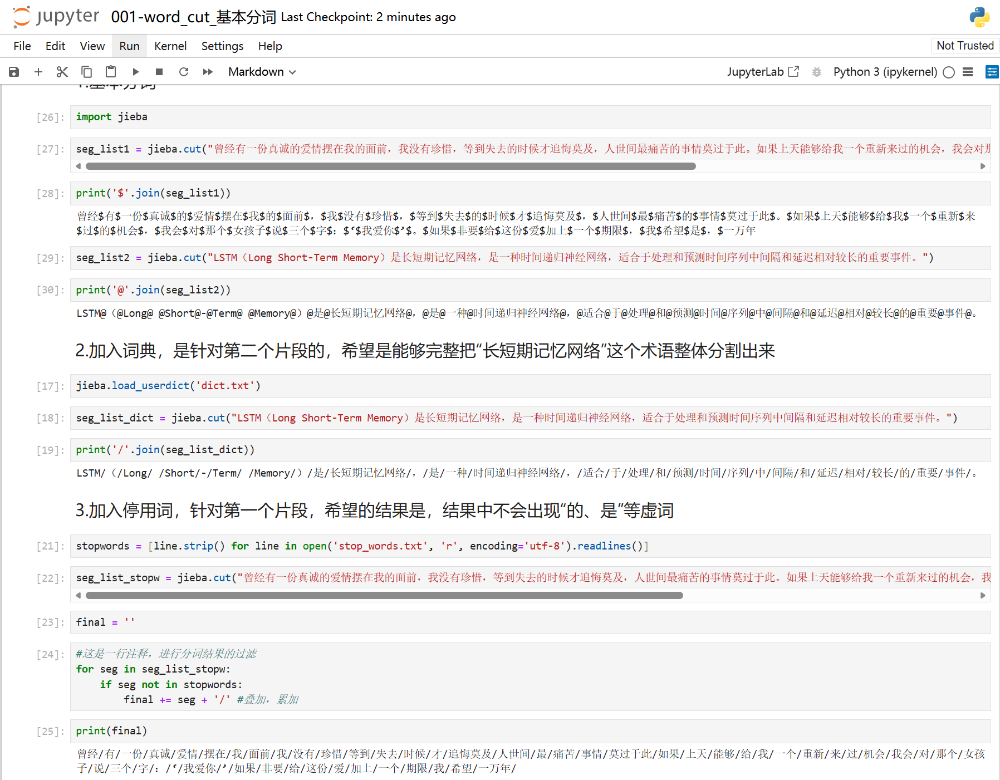 jupyter 001-word_cut_基本分词 Last Checkpoint: 2 minutes ago
File Edit View Run Kernel Settings Help Not Trusted
Markdown JupyterLab Python 3 (ipykernel)
1.基本分词
[26]: import jieba
[27]: seg_list1 = jieba.cut("曾经有一份真诚的爱情摆在我的面前，我没有珍惜，等到失去的时候才追悔莫及，人世间最痛苦的事情莫过于此。如果上天能够给我一个重新来过的机会，我会对那
[28]: print('$'.join(seg_list1))
曾经$有$一份$真诚$的$爱情$摆在$我$的$面前$，$我$没有$珍惜$，$等到$失去$的$时候$才$追悔莫及$，$人世间$最$痛苦$的$事情$莫过于此$。$如果$上天$能够$给$我$一个$重新$来
$过$的$机会$，$我会$对$那个$女孩子$说$三个$字$：$‘$我爱你$’$。$如果$非要$给$这份$爱$加上$一个$期限$，$我$希望$是$，$一万年
[29]: seg_list2 = jieba.cut("LSTM（Long Short-Term Memory）是长短期记忆网络，是一种时间递归神经网络，适合于处理和预测时间序列中间隔和延迟相对较长的重要事件。")
[30]: print('@'.join(seg_list2))
LSTM@（@Long@ @Short@-@Term@ @Memory@）@是@长短期记忆网络@，@是@一种@时间递归神经网络@，@适合@于@处理@和@预测@时间@序列@中@间隔@和@延迟@相对@较长@的@重要@事件@。
2.加入词典，是针对第二个片段的，希望是能够完整把“长短期记忆网络”这个术语整体分割出来
[17]: jieba.load_userdict('dict.txt')
[18]: seg_list_dict = jieba.cut("LSTM（Long Short-Term Memory）是长短期记忆网络，是一种时间递归神经网络，适合于处理和预测时间序列中间隔和延迟相对较长的重要事件。")
[19]: print('/'.join(seg_list_dict))
LSTM/（/Long/ /Short/-/Term/ /Memory/）/是/长短期记忆网络/，/是/一种/时间递归神经网络/，/适合/于/处理/和/预测/时间/序列/中/间隔/和/延迟/相对/较长/的/重要/事件/。
3.加入停用词，针对第一个片段，希望的结果是，结果中不会出现“的、是”等虚词
[21]: stopwords = [line.strip() for line in open('stop_words.txt', 'r', encoding='utf-8').readlines()]
[22]: seg_list_stopw = jieba.cut("曾经有一份真诚的爱情摆在我的面前，我没有珍惜，等到失去的时候才追悔莫及，人世间最痛苦的事情莫过于此。如果上天能够给我一个重新来过的机会，我
[23]: final = ''
[24]: #这是一行注释，进行分词结果的过滤
for seg in seg_list_stopw:
    if seg not in stopwords:
        final += seg + '/' #叠加，累加
[25]: print(final)
曾经/有/一份/真诚/爱情/摆在/我/面前/我/没有/珍惜/等到/失去/时候/才/追悔莫及/人世间/最/痛苦/事情/莫过于此/如果/上天/能够/给/我/一个/重新/来/过/机会/我会/对/那个/女孩
子/说/三个/字/：/‘/我爱你/’/如果/非要/给/这份/爱/加上/一个/期限/我/希望/一万年/